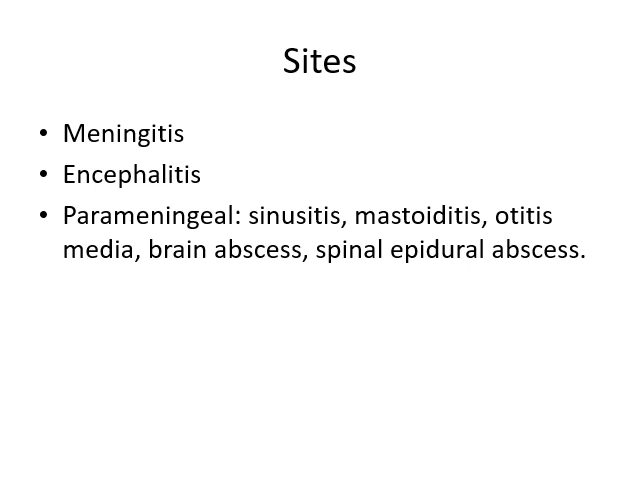 Sites
• Meningitis
• Encephalitis
• Parameningeal: sinusitis, mastoiditis, otitis
media, brain abscess, spinal epidural abscess.